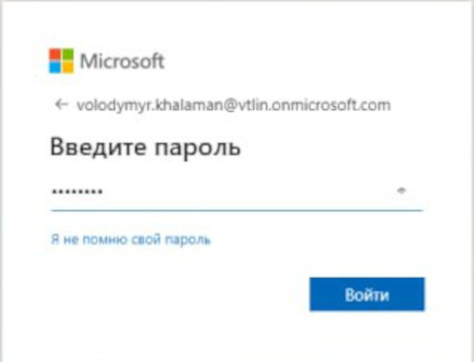 Microsoft
← volodymyr.khalaman@vtlin.onmicrosoft.com
Введите пароль
••••••••
Я не помню свой пароль
Войти